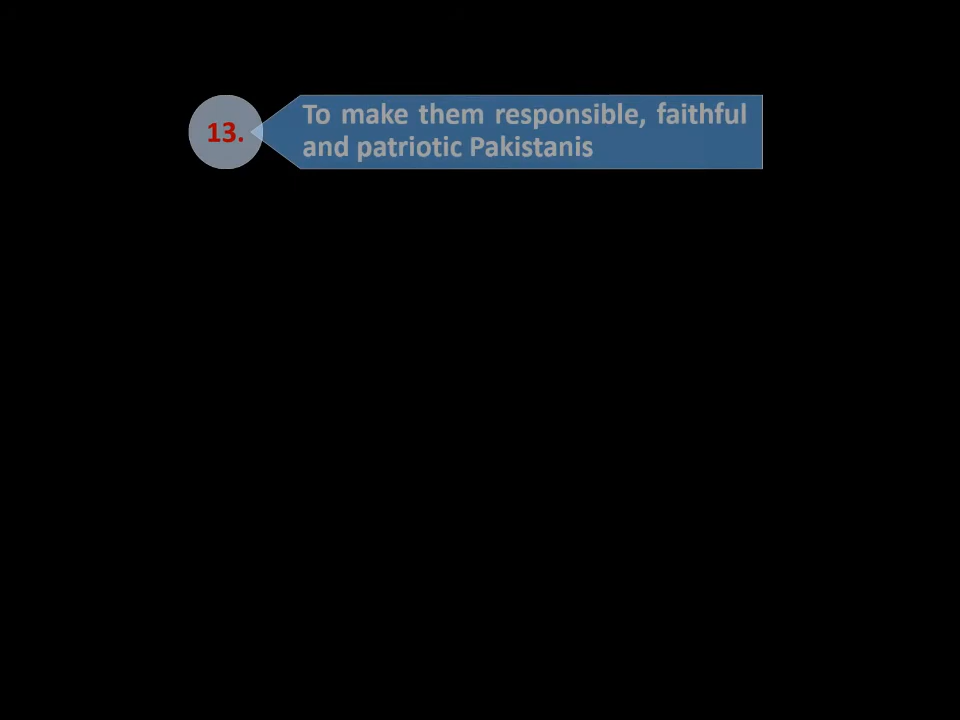 13.
To make them responsible, faithful
and patriotic Pakistanis